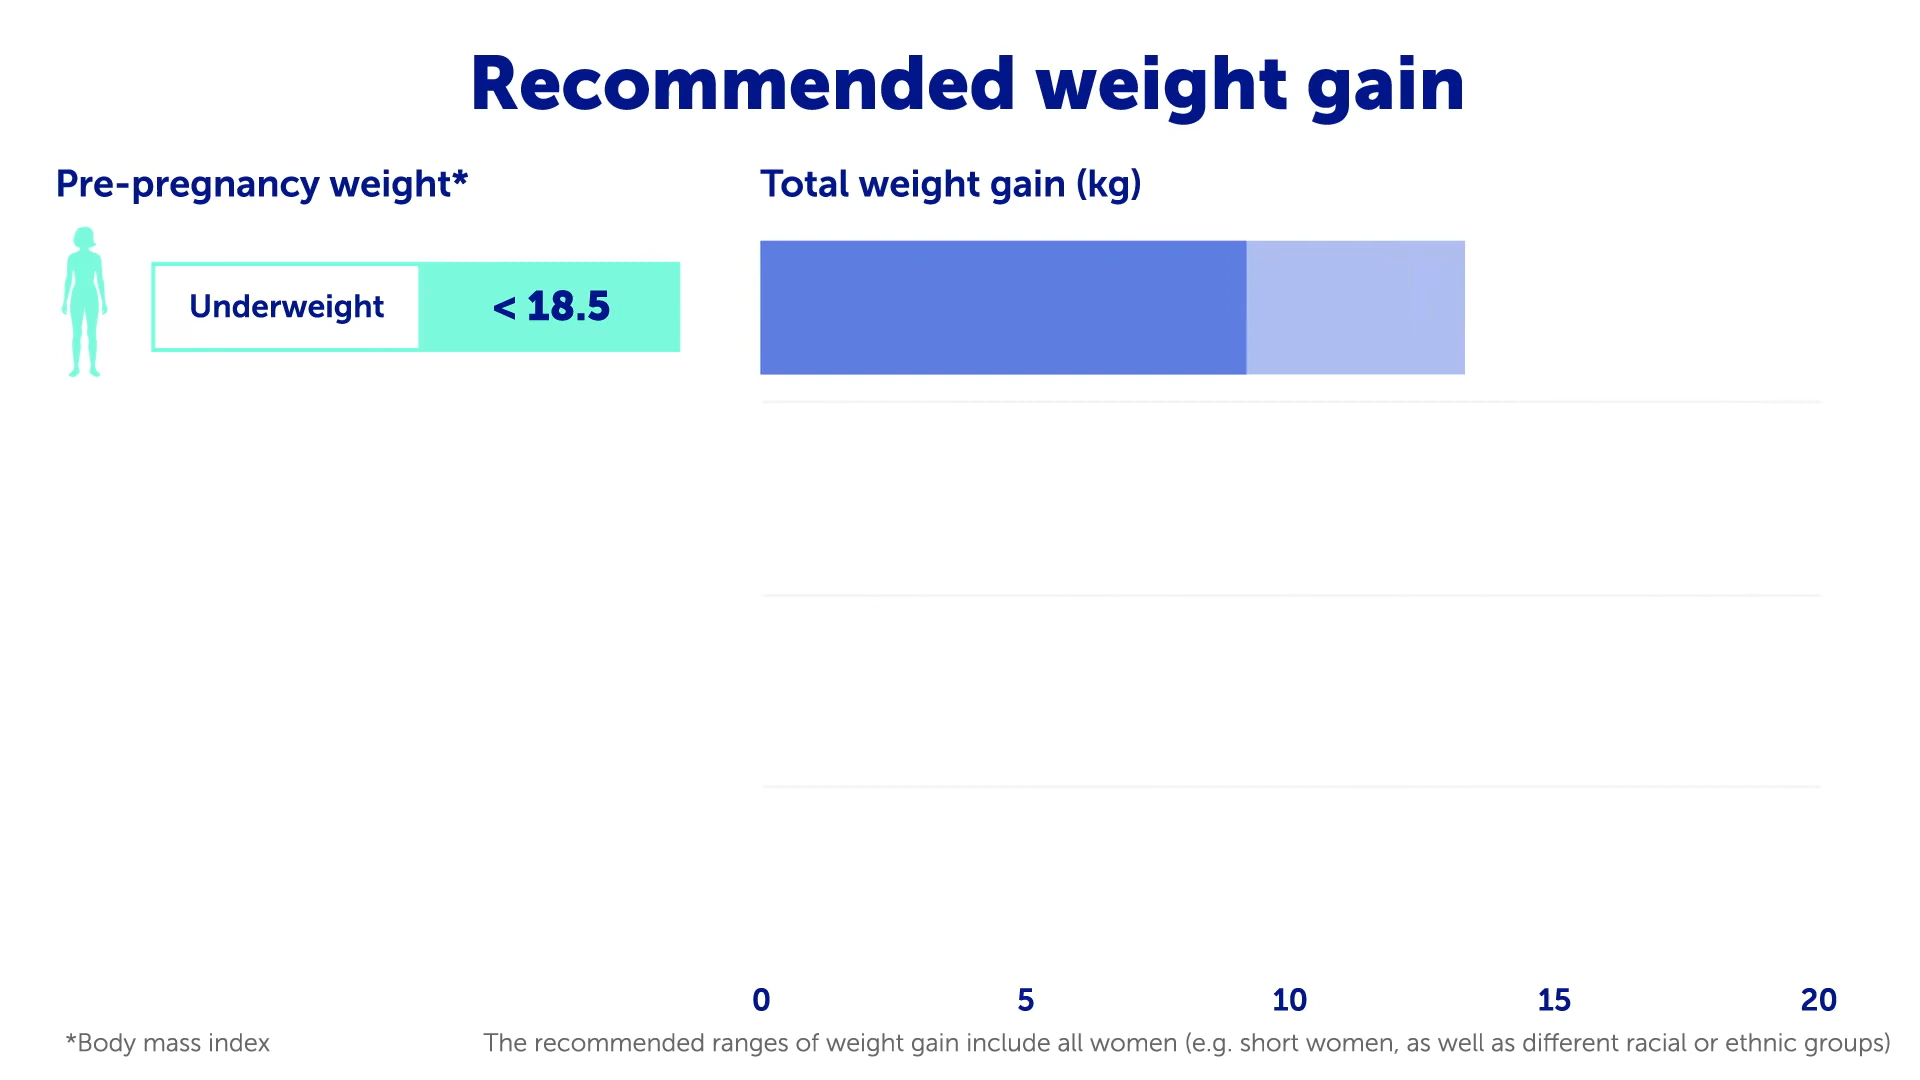 Recommended weight gain
Pre-pregnancy weight*
Total weight gain (kg)
Underweight
< 18.5
0 5 10 15 20
*Body mass index
The recommended ranges of weight gain include all women (e.g. short women, as well as different racial or ethnic groups)